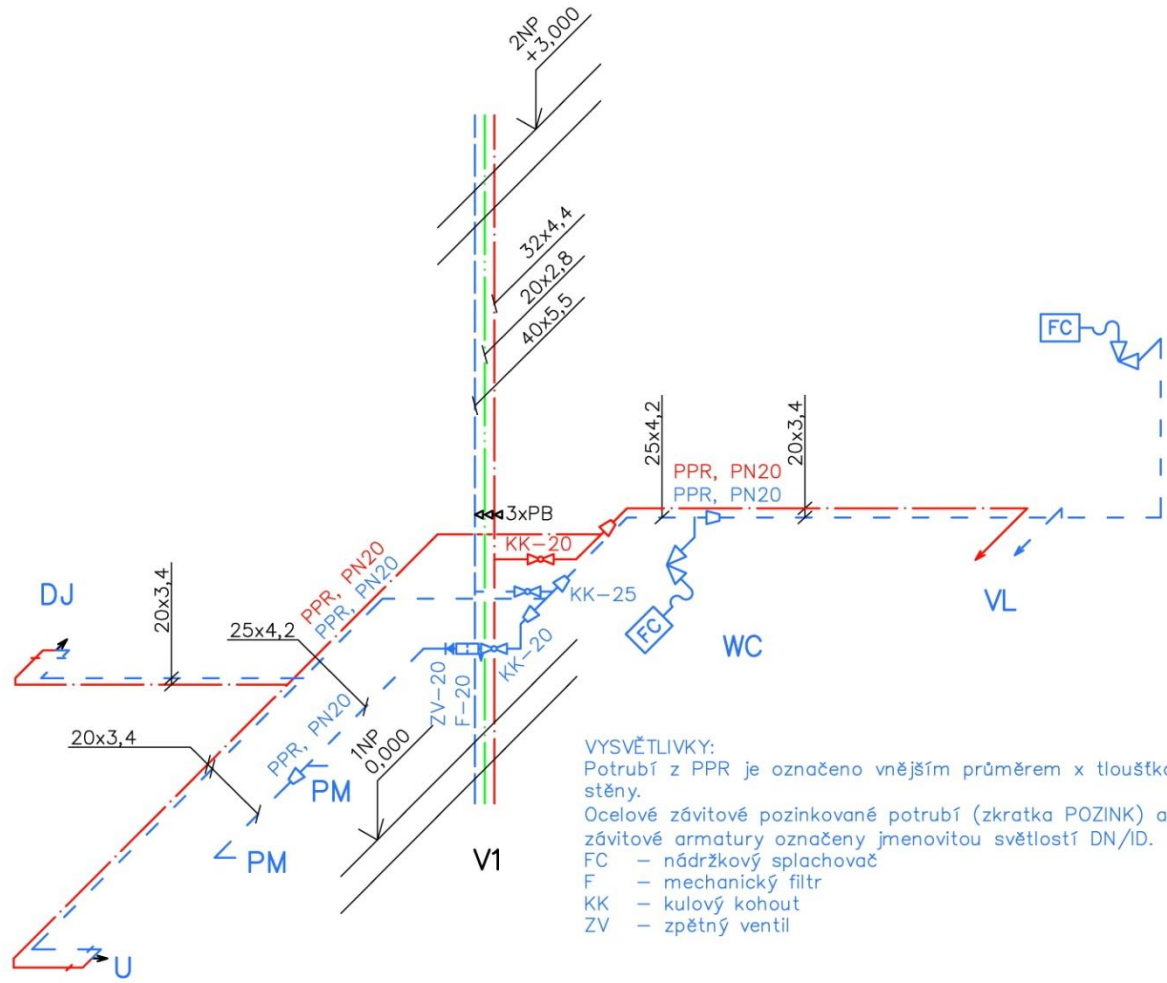 2NP
+3,000
32x4,4
20x2,8
40x5,5
FC
25x4,2
20x3,4
PPR, PN20
PPR, PN20
3xPB
KK-20
KK-25
PPR, PN20
PPR, PN20
DJ
20x3,4
25x4,2
FC
WC
VL
KK-20
ZV-20
F-20
PPR, PN20
1NP
0,000
20x3,4
PM
PM
V1
U
VYSVĚTLIVKY:
Potrubí z PPR je označeno vnějším průměrem x tloušťko
stěny.
Ocelové závitové pozinkované potrubí (zkratka POZINK) a
závitové armatury označeny jmenovitou světlostí DN/ID.
FC – nádržkový splachovač
F – mechanický filtr
KK – kulový kohout
ZV – zpětný ventil